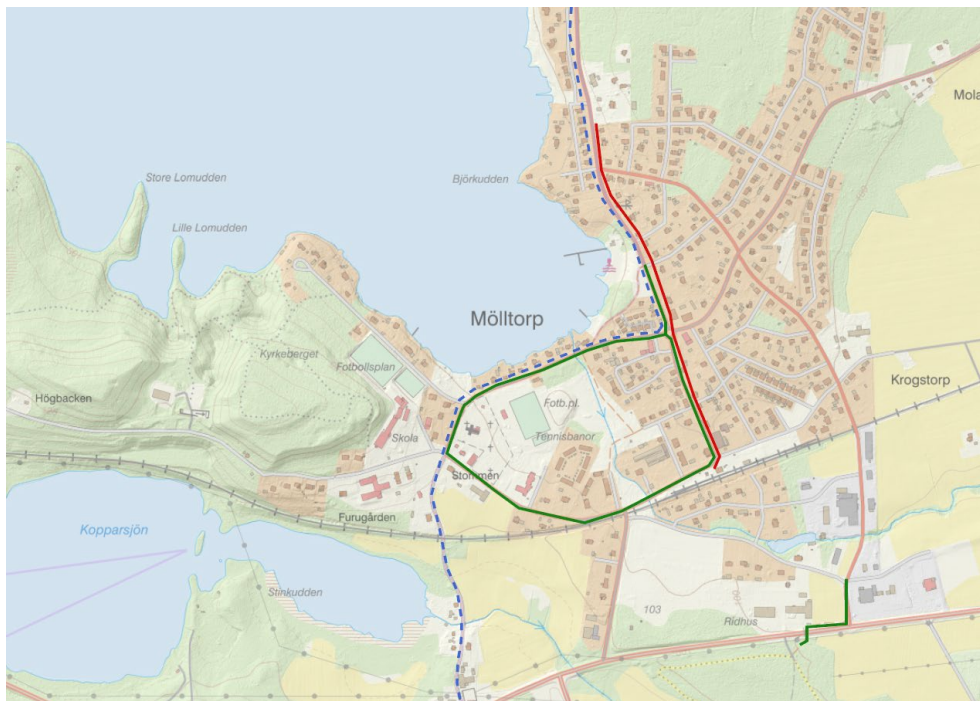 Mola
Store Lomudden
Björkudden
Lille Lomudden
Mölltorp
Kyrkeberget
Fotbollsplan
Krogstorp
Högbacken
Fotb.pl.
Skola
Tennisbanor
Stommen
Furugården
Kopparsjön
Stinkudden
103
Ridhus